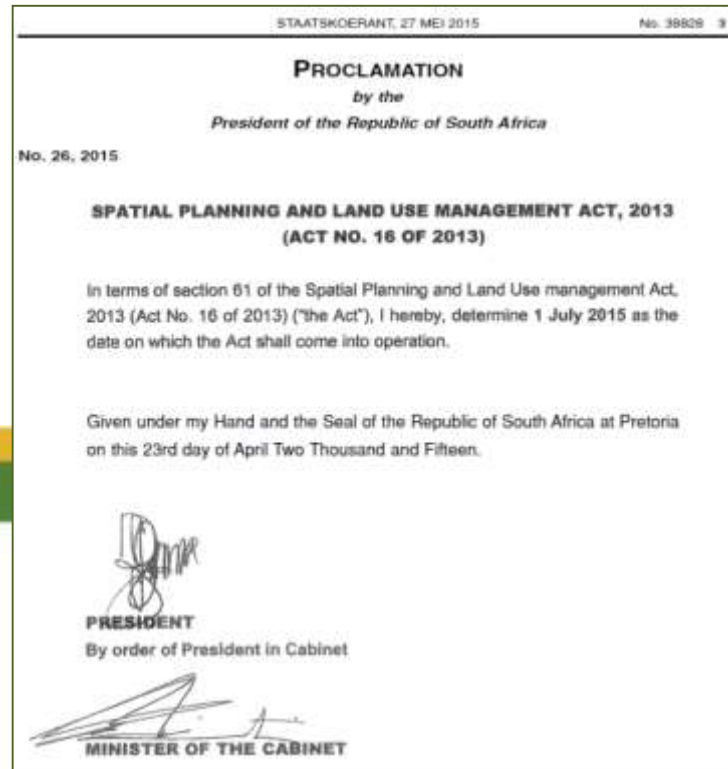 STAATSKOERANT, 27 MEI 2015 No. 38828 3
PROCLAMATION
by the
President of the Republic of South Africa
No. 26, 2015
SPATIAL PLANNING AND LAND USE MANAGEMENT ACT, 2013
(ACT NO. 16 OF 2013)
In terms of section 61 of the Spatial Planning and Land Use management Act,
2013 (Act No. 16 of 2013) ("the Act"), I hereby, determine 1 July 2015 as the
date on which the Act shall come into operation.
Given under my Hand and the Seal of the Republic of South Africa at Pretoria
on this 23rd day of April Two Thousand and Fifteen.
PRESIDENT
By order of President in Cabinet
MINISTER OF THE CABINET